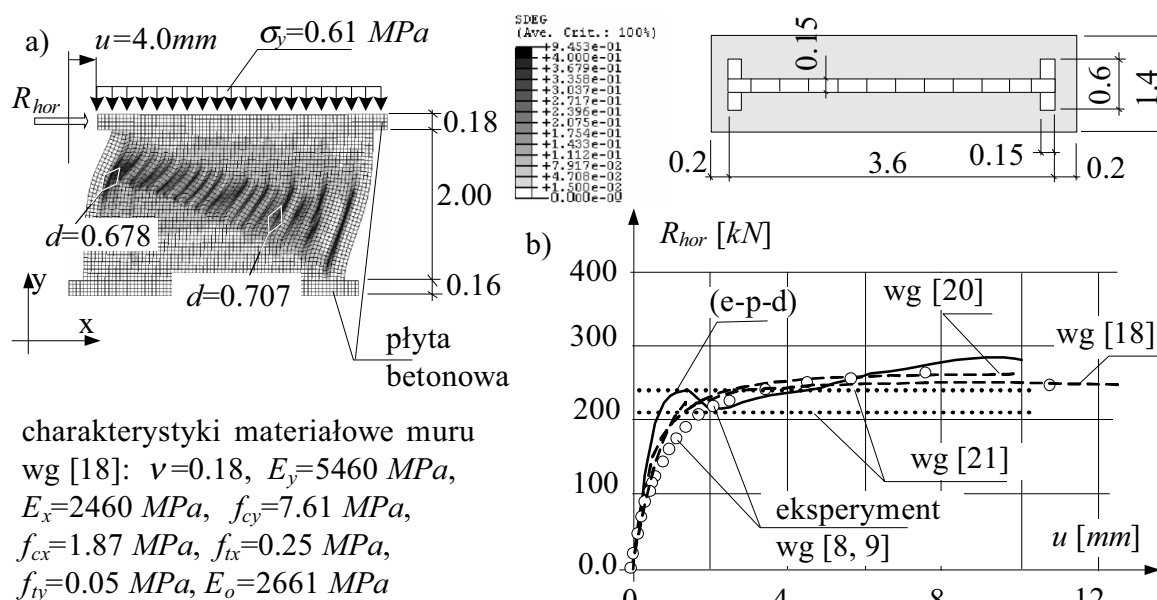 a)
u=4.0mm
σy=0.61 MPa
Rhor
0.18
2.00
0.16
d=0.678
d=0.707
y
x
płyta
betonowa
SDEG
(Ave. Crit.: 100%)
+9.453e-01
+4.000e-01
+3.679e-01
+3.358e-01
+3.037e-01
+2.717e-01
+2.396e-01
+2.075e-01
+1.754e-01
+1.433e-01
+1.112e-01
+7.917e-02
+4.708e-02
+1.500e-02
0.15
0.6
1.4
0.2
3.6
0.15
0.2
charakterystyki materiałowe muru
wg [18]: ν=0.18, Ey=5460 MPa,
Ex=2460 MPa, fcy=7.61 MPa,
fcx=1.87 MPa, ftx=0.25 MPa,
fty=0.05 MPa, Eo=2661 MPa
b)
Rhor [kN]
400
300
200
100
0.0
(e-p-d)
wg [20]
wg [18]
wg [21]
eksperyment
wg [8, 9]
u [mm]
0
4
8
12